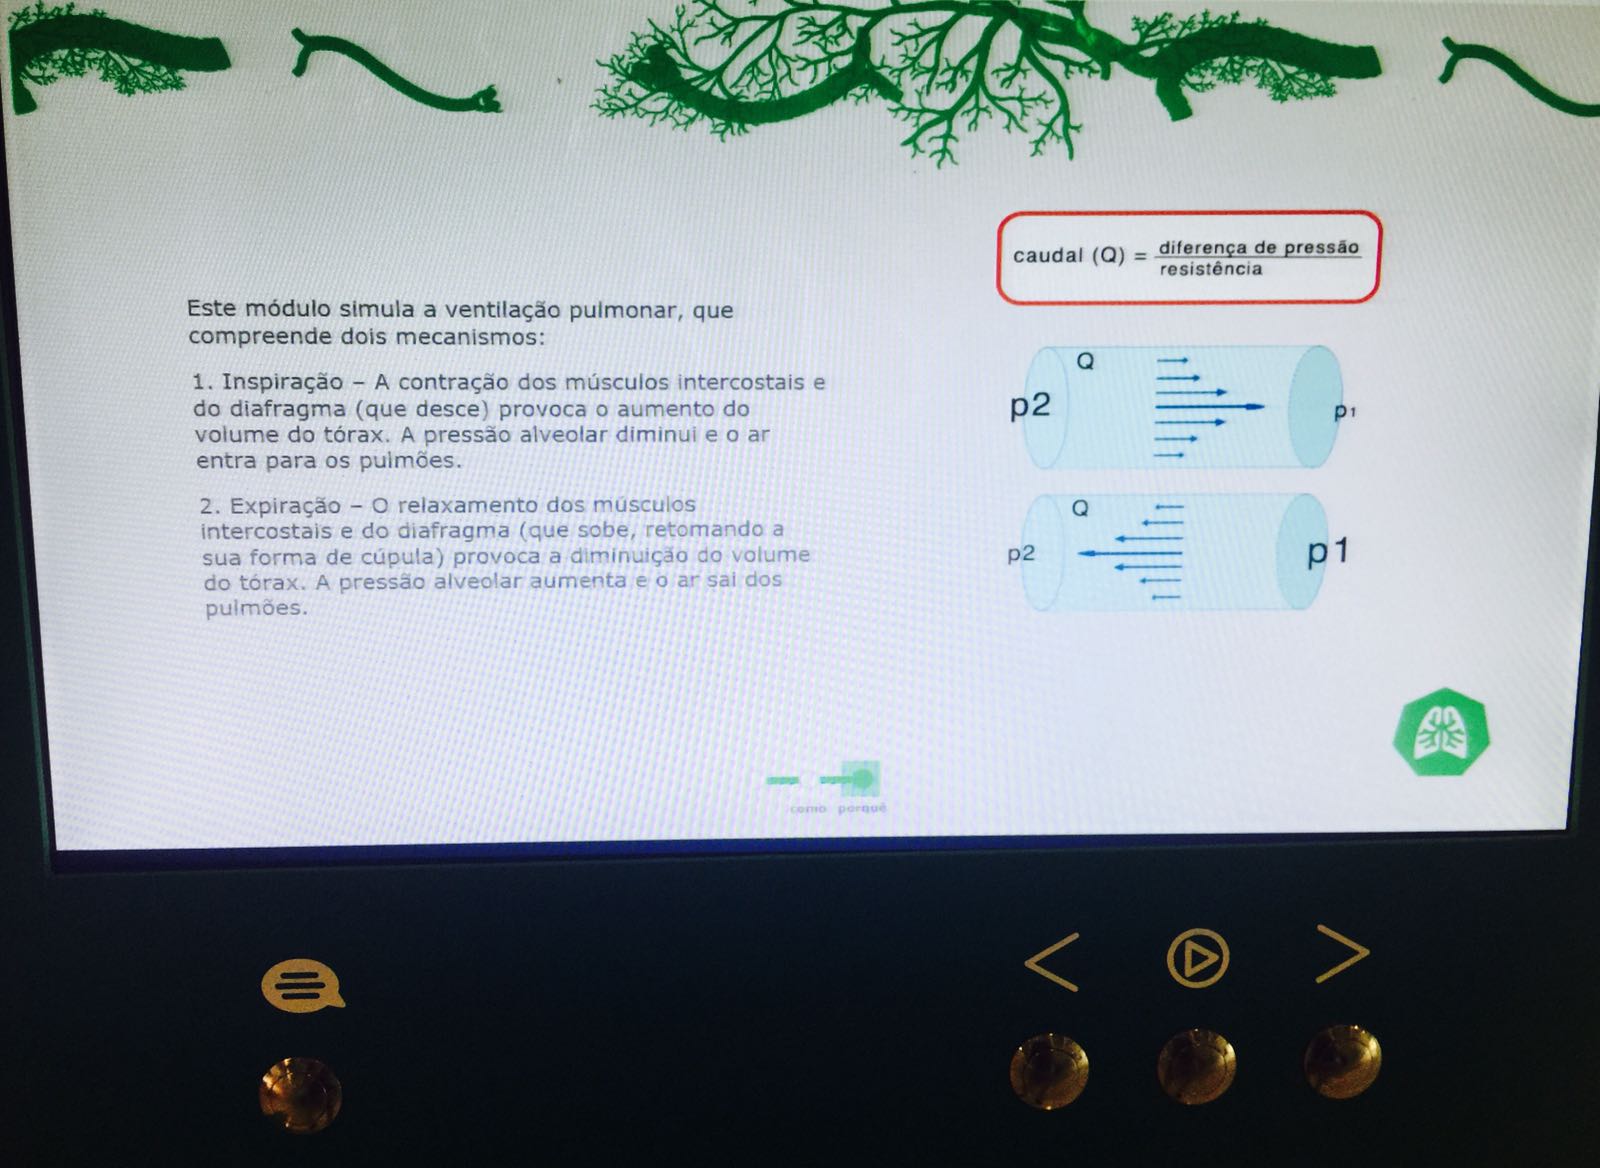 Este módulo simula a ventilação pulmonar, que
compreende dois mecanismos:
1. Inspiração – A contração dos músculos intercostais e
do diafragma (que desce) provoca o aumento do
volume do tórax. A pressão alveolar diminui e o ar
entra para os pulmões.
2. Expiração – O relaxamento dos músculos
intercostais e do diafragma (que sobe, retomando a
sua forma de cúpula) provoca a diminuição do volume
do tórax. A pressão alveolar aumenta e o ar sai dos
pulmões.
caudal (Q) = diferença de pressão
resistência
Q
p2 p1
Q
p2 p1
como porquê